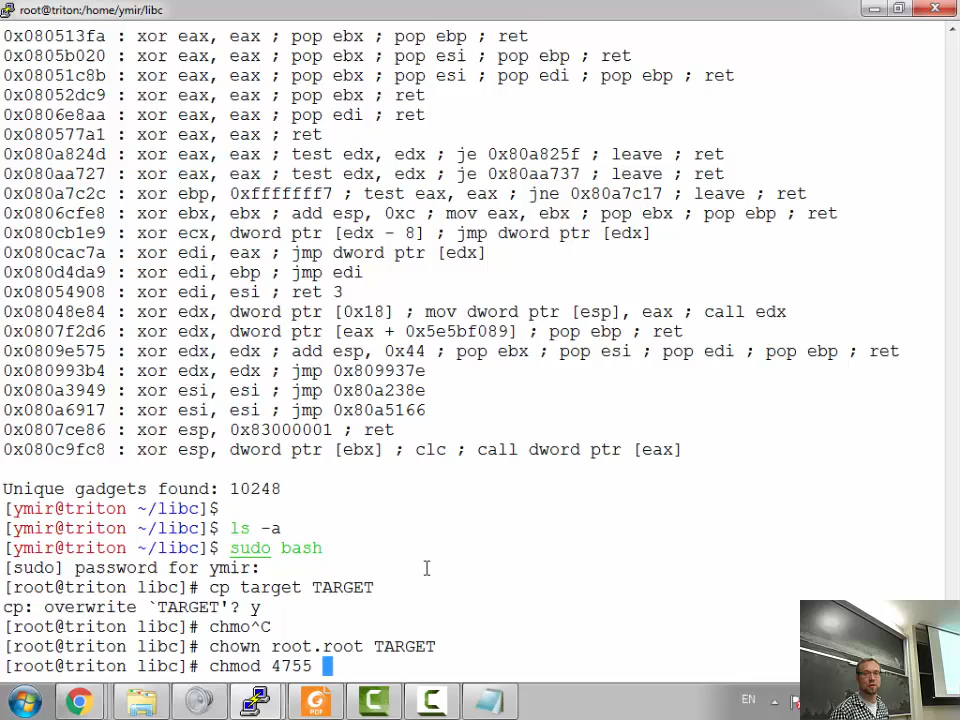 root@triton:/home/ymir/libc
0x080513fa : xor eax, eax ; pop ebx ; pop ebp ; ret
0x0805b020 : xor eax, eax ; pop ebx ; pop esi ; pop ebp ; ret
0x08051c8b : xor eax, eax ; pop ebx ; pop esi ; pop edi ; pop ebp ; ret
0x08052dc9 : xor eax, eax ; pop ebx ; ret
0x0806e8aa : xor eax, eax ; pop edi ; ret
0x080577a1 : xor eax, eax ; ret
0x080a824d : xor eax, eax ; test edx, edx ; je 0x80a825f ; leave ; ret
0x080aa727 : xor eax, eax ; test edx, edx ; je 0x80aa737 ; leave ; ret
0x080a7c2c : xor ebp, 0xfffffff7 ; test eax, eax ; jne 0x80a7c17 ; leave ; ret
0x0806cfe8 : xor ebx, ebx ; add esp, 0xc ; mov eax, ebx ; pop ebx ; pop ebp ; ret
0x080cb1e9 : xor ecx, dword ptr [edx - 8] ; jmp dword ptr [edx]
0x080cac7a : xor edi, eax ; jmp dword ptr [edx]
0x080d4da9 : xor edi, ebp ; jmp edi
0x08054908 : xor edi, esi ; ret 3
0x08048e84 : xor edx, dword ptr [0x18] ; mov dword ptr [esp], eax ; call edx
0x0807f2d6 : xor edx, dword ptr [eax + 0x5e5bf089] ; pop ebp ; ret
0x0809e575 : xor edx, edx ; add esp, 0x44 ; pop ebx ; pop esi ; pop edi ; pop ebp ; ret
0x080993b4 : xor edx, edx ; jmp 0x809937e
0x080a3949 : xor esi, esi ; jmp 0x80a238e
0x080a6917 : xor esi, esi ; jmp 0x80a5166
0x0807ce86 : xor esp, 0x83000001 ; ret
0x080c9fc8 : xor esp, dword ptr [ebx] ; clc ; call dword ptr [eax]
Unique gadgets found: 10248
[ymir@triton ~/libc]$
[ymir@triton ~/libc]$ ls -a
[ymir@triton ~/libc]$ sudo bash
[sudo] password for ymir:
[root@triton libc]# cp target TARGET
cp: overwrite `TARGET'? y
[root@triton libc]# chmo^C
[root@triton libc]# chown root.root TARGET
[root@triton libc]# chmod 4755
PDF
EN